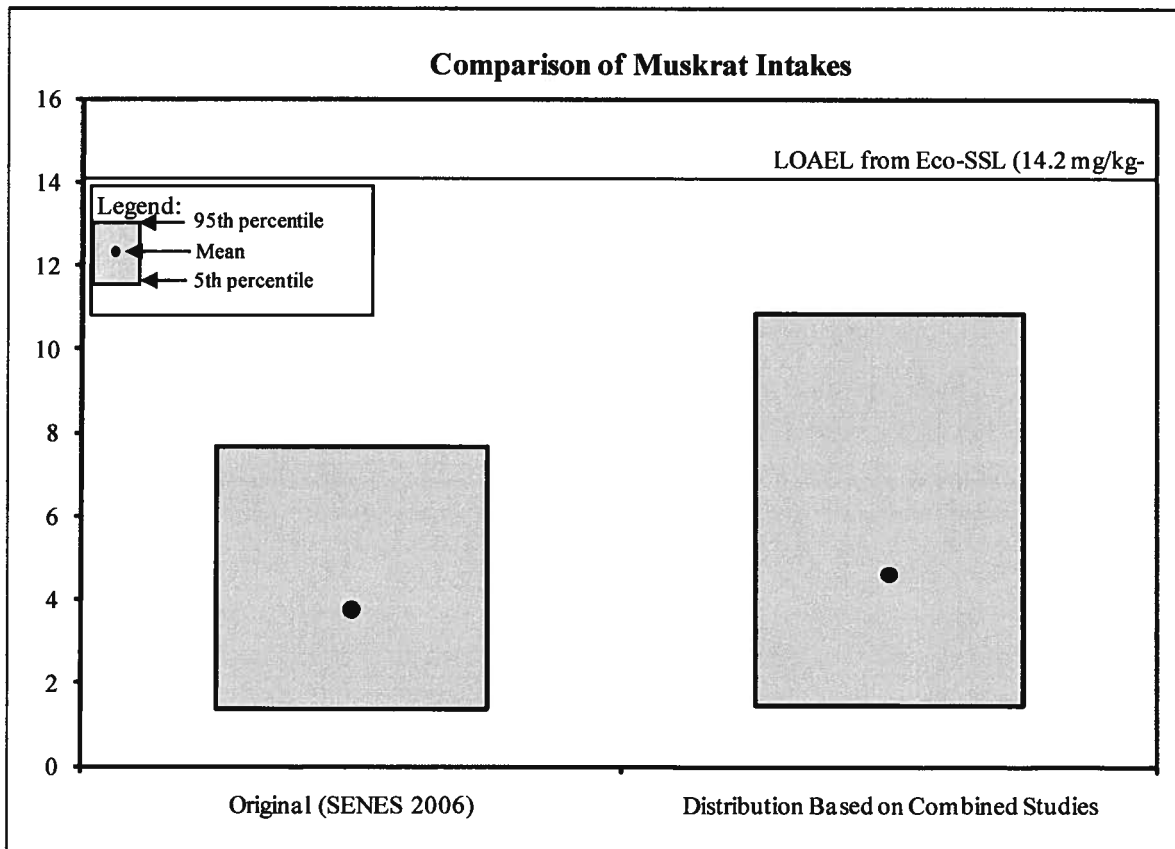 Comparison of Muskrat Intakes
16
14
12
10
8
6
4
2
0
LOAEL from Eco-SSL (14.2 mg/kg-
Legend:
95th percentile
Mean
5th percentile
Original (SENES 2006)
Distribution Based on Combined Studies